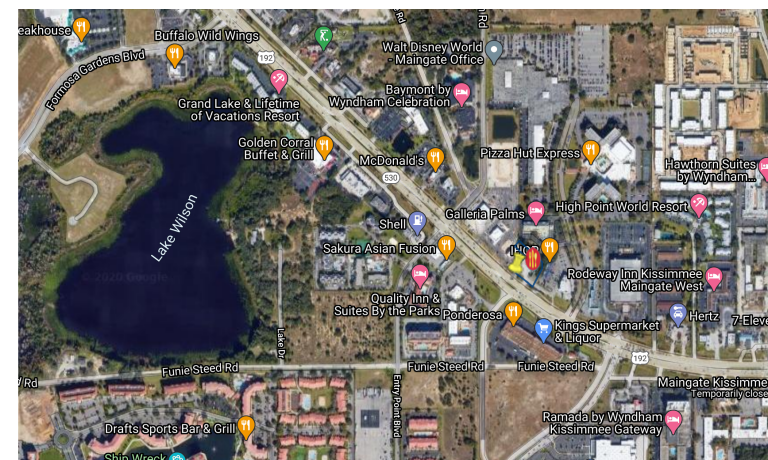 eakhouse
Buffalo Wild Wings
Formosa Gardens Blvd
192
Walt Disney World
- Maingate Office
Baymont by
Wyndham Celebration
Grand Lake & Lifetime
of Vacations Resort
Golden Corral
Buffet & Grill
McDonald's
Pizza Hut Express
530
Hawthorn Suites
by Wyndham...
Lake Wilson
Shell
Galleria Palms
High Point World Resort
Sakura Asian Fusion
IHOP
Rodeway Inn Kissimmee
Maingate West
Quality Inn &
Suites By the Parks
Ponderosa
Kings Supermarket
& Liquor
Hertz
7-Eleve
Lake Dr
Funie Steed Rd
Funie Steed Rd
Funie Steed Rd
192
Rd
Entry Point Blvd
Maingate Kissimme
Temporarily close
Drafts Sports Bar & Grill
Ramada by Wyndham
Kissimmee Gateway
Ship Wreck